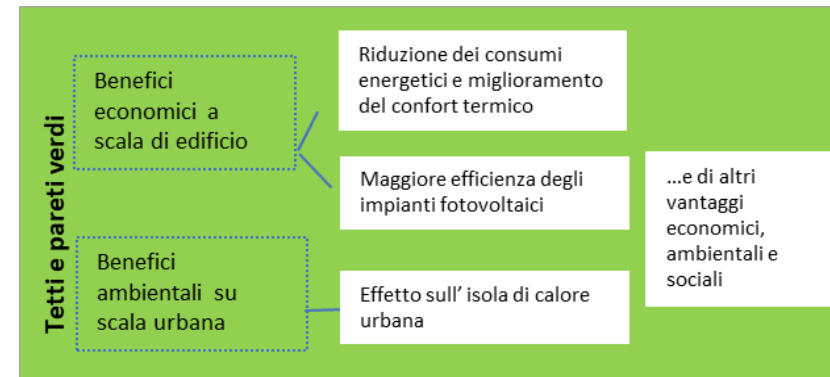 Tetti e pareti verdi
Benefici
economici a
scala di edificio
Riduzione dei consumi
energetici e miglioramento
del confort termico
Maggiore efficienza degli
impianti fotovoltaici
Benefici
ambientali su
scala urbana
Effetto sull' isola di calore
urbana
...e di altri
vantaggi
economici,
ambientali e
sociali